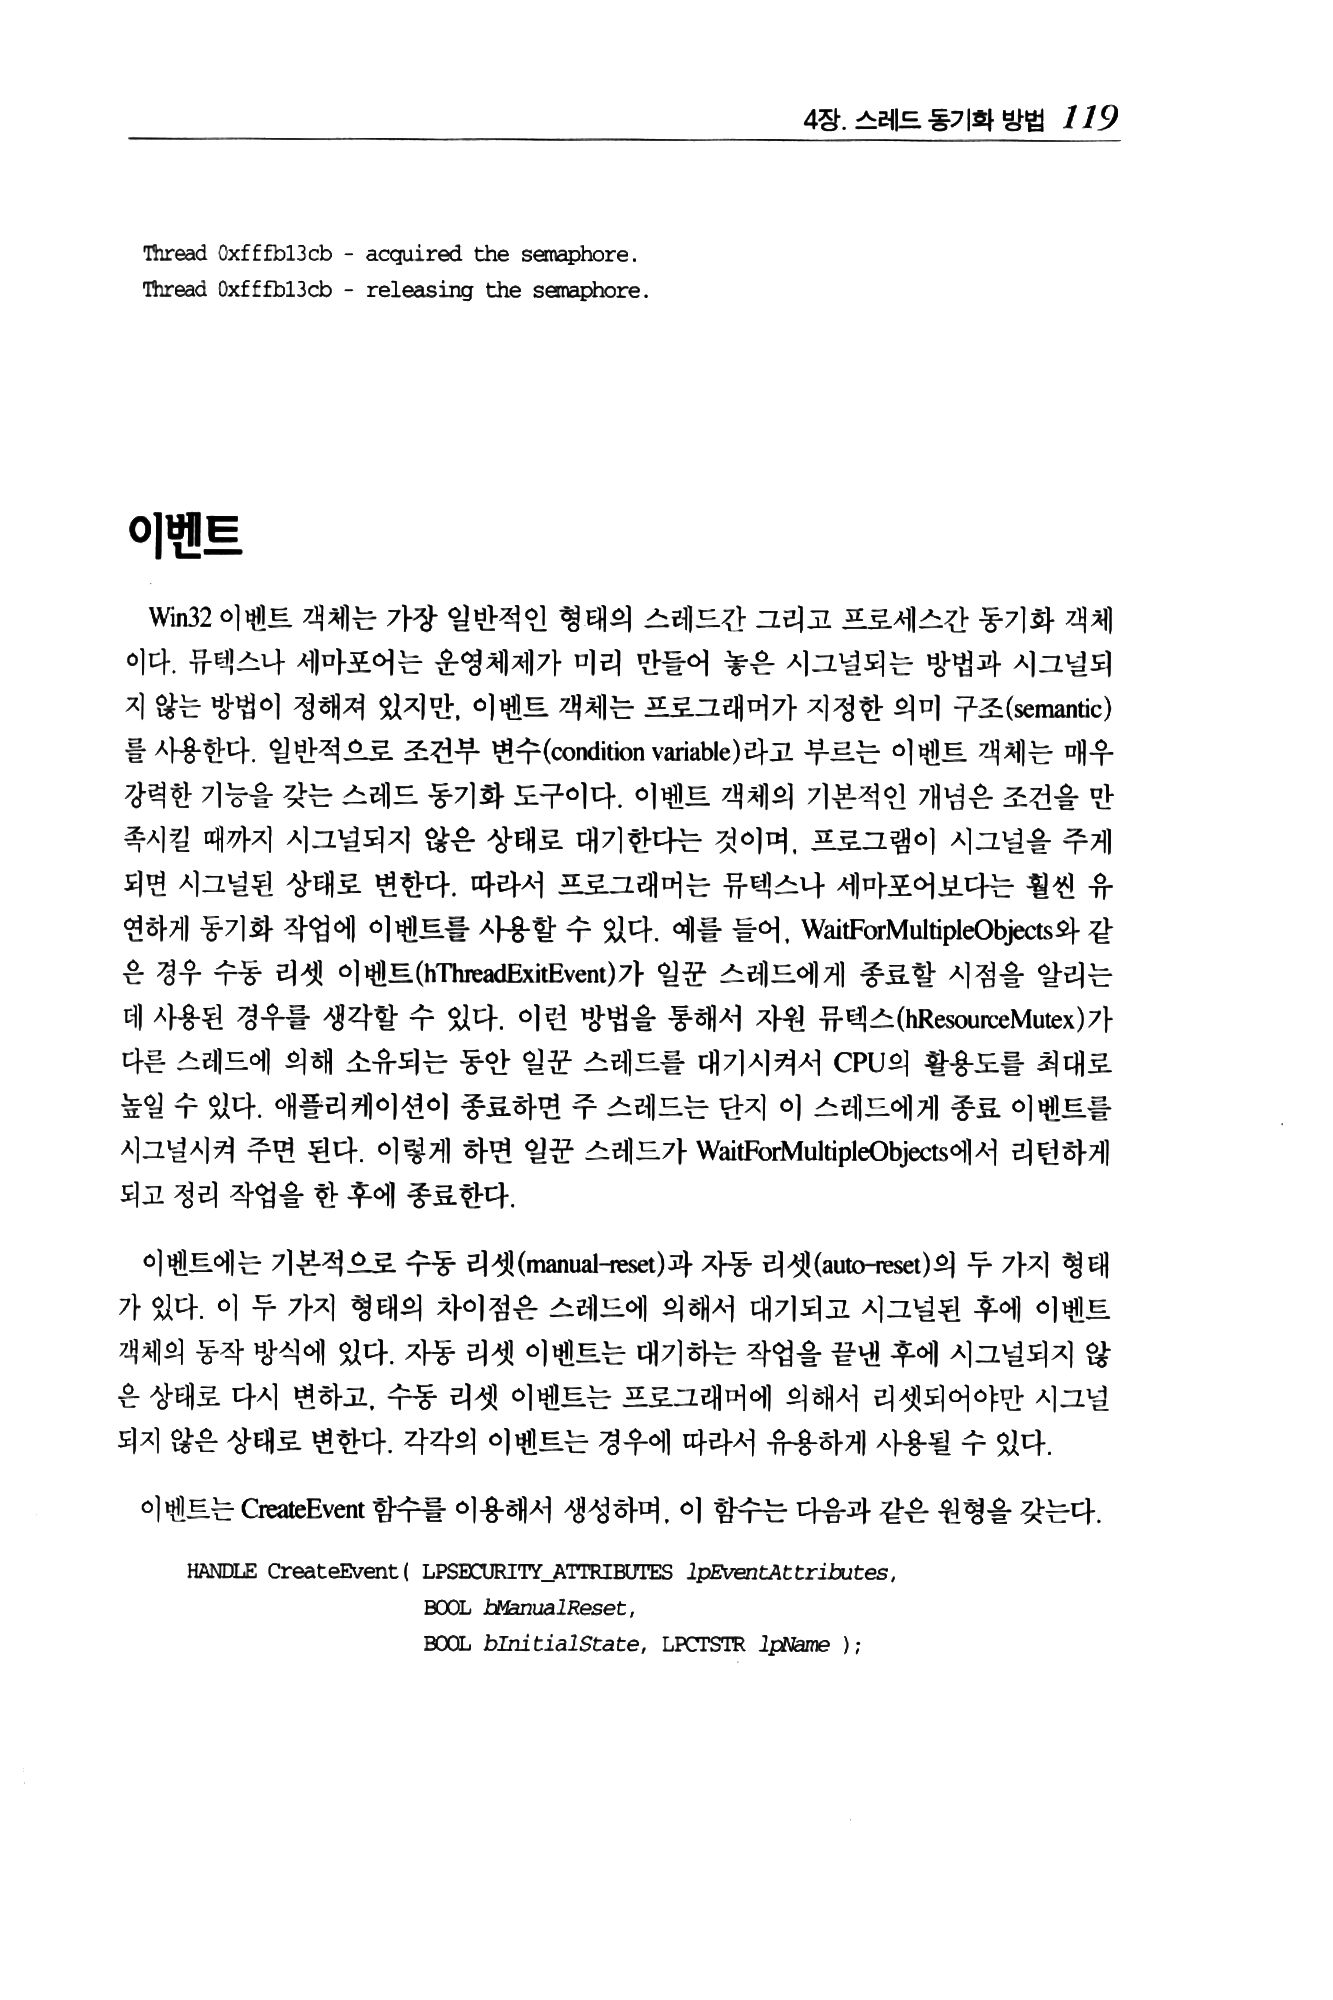 4장. 스레드 동기화 방법 119
Thread 0xfffb13cb - acquired the semaphore.
Thread 0xfffb13cb - releasing the semaphore.
이벤트
Win32 이벤트 객체는 가장 일반적인 형태의 스레드간 그리고 프로세스간 동기화 객체
이다. 뮤텍스나 세마포어는 운영체제가 미리 만들어 놓은 시그널되는 방법과 시그널되
지 않는 방법이 정해져 있지만, 이벤트 객체는 프로그래머가 지정한 의미 구조(semantic)
를 사용한다. 일반적으로 조건부 변수(condition variable)라고 부르는 이벤트 객체는 매우
강력한 기능을 갖는 스레드 동기화 도구이다. 이벤트 객체의 기본적인 개념은 조건을 만
족시킬 때까지 시그널되지 않은 상태로 대기한다는 것이며, 프로그램이 시그널을 주게
되면 시그널된 상태로 변한다. 따라서 프로그래머는 뮤텍스나 세마포어보다는 훨씬 유
연하게 동기화 작업에 이벤트를 사용할 수 있다. 예를 들어, WaitForMultipleObjects와 같
은 경우 수동 리셋 이벤트(hThreadExitEvent)가 일꾼 스레드에게 종료할 시점을 알리는
데 사용된 경우를 생각할 수 있다. 이런 방법을 통해서 자원 뮤텍스(hResourceMutex)가
다른 스레드에 의해 소유되는 동안 일꾼 스레드를 대기시켜서 CPU의 활용도를 최대로
높일 수 있다. 애플리케이션이 종료하면 주 스레드는 단지 이 스레드에게 종료 이벤트를
시그널시켜 주면 된다. 이렇게 하면 일꾼 스레드가 WaitForMultipleObjects에서 리턴하게
되고 정리 작업을 한 후에 종료한다.
이벤트에는 기본적으로 수동 리셋(manual-reset)과 자동 리셋(auto-reset)의 두 가지 형태
가 있다. 이 두 가지 형태의 차이점은 스레드에 의해서 대기되고 시그널된 후에 이벤트
객체의 동작 방식에 있다. 자동 리셋 이벤트는 대기하는 작업을 끝낸 후에 시그널되지 않
은 상태로 다시 변하고, 수동 리셋 이벤트는 프로그래머에 의해서 리셋되어야만 시그널
되지 않은 상태로 변한다. 각각의 이벤트는 경우에 따라서 유용하게 사용될 수 있다.
이벤트는 CreateEvent 함수를 이용해서 생성하며, 이 함수는 다음과 같은 원형을 갖는다.
HANDLE CreateEvent( LPSECURITY_ATTRIBUTES lpEventAttributes,
BOOL bManualReset,
BOOL bInitialState, LPCTSTR lpName );